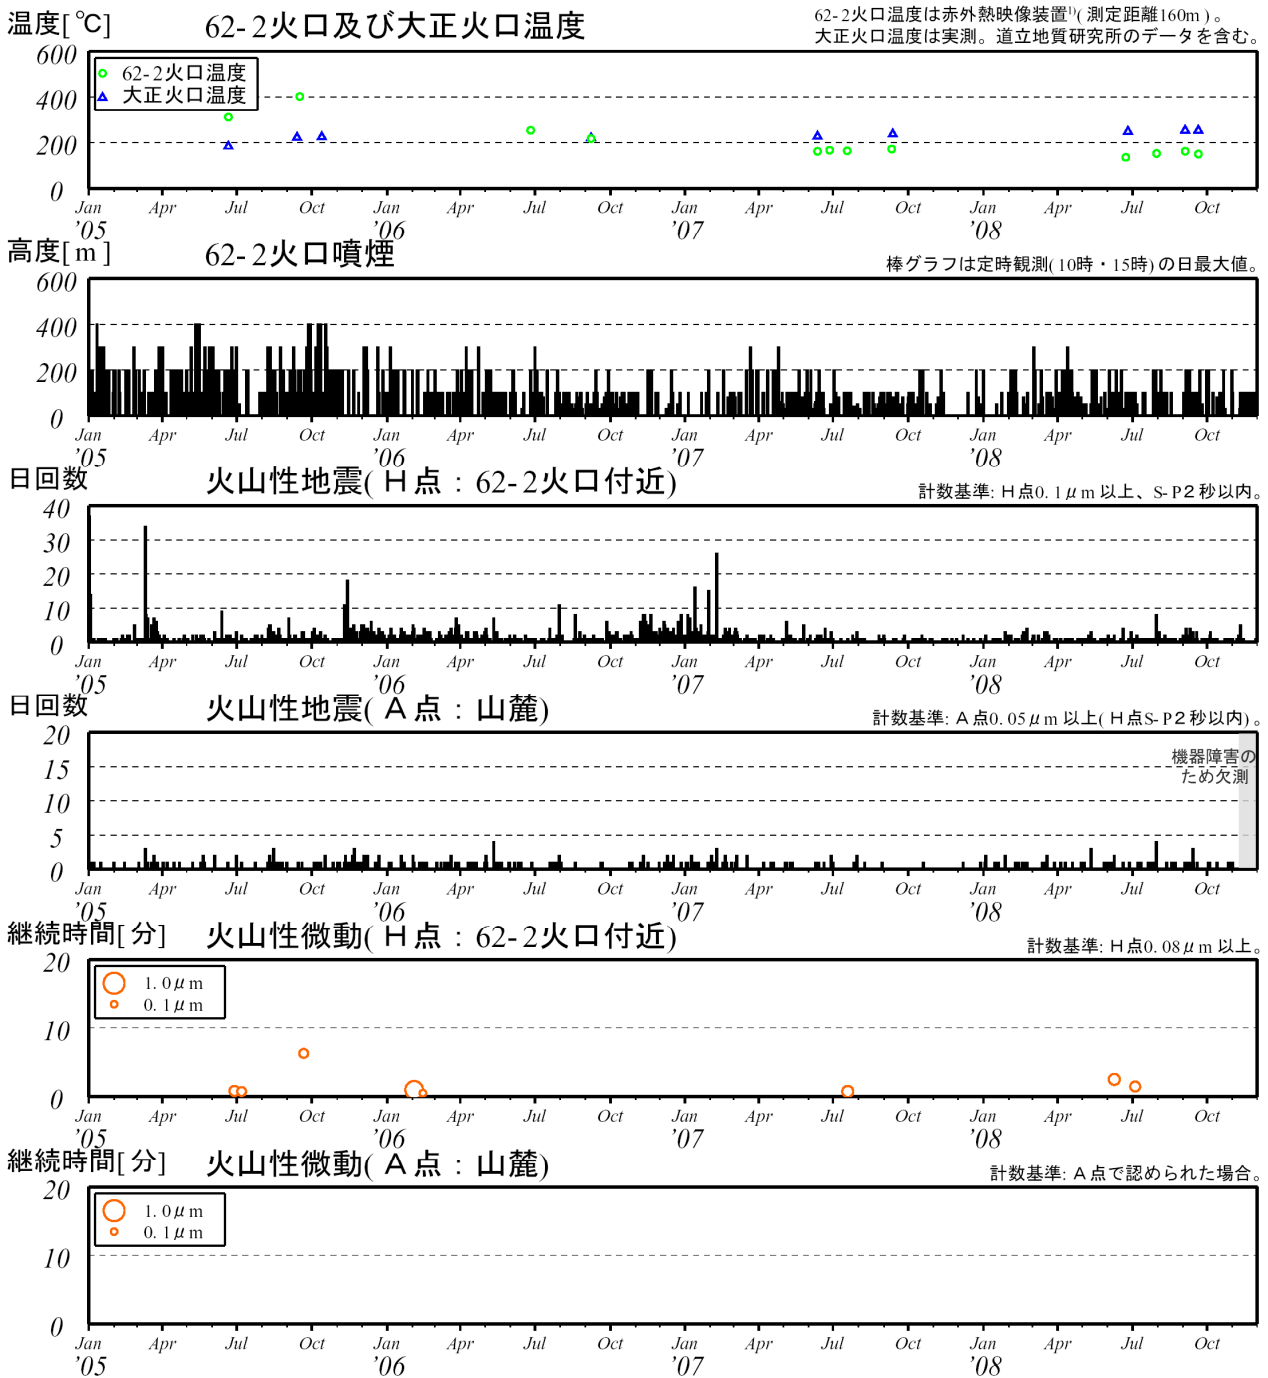 温度[℃] 62-2火口及び大正火口温度
62-2火口温度は赤外熱映像装置¹⁾(測定距離160m)。
大正火口温度は実測。道立地質研究所のデータを含む。
600
62-2火口温度
400 大正火口温度
200
0
Jan Apr Jul Oct Jan Apr Jul Oct Jan Apr Jul Oct Jan Apr Jul Oct
'05 '06 '07 '08
高度[m] 62-2火口噴煙
棒グラフは定時観測(10時・15時)の日最大値。
600
400
200
0
Jan Apr Jul Oct Jan Apr Jul Oct Jan Apr Jul Oct Jan Apr Jul Oct
'05 '06 '07 '08
日回数 火山性地震(H点：62-2火口付近)
計数基準: H点0.1μm以上、S-P2秒以内。
40
30
20
10
0
Jan Apr Jul Oct Jan Apr Jul Oct Jan Apr Jul Oct Jan Apr Jul Oct
'05 '06 '07 '08
日回数 火山性地震(A点：山麓)
計数基準: A点0.05μm以上(H点S-P2秒以内)。
20
機器障害の
15
ため欠測
10
5
0
Jan Apr Jul Oct Jan Apr Jul Oct Jan Apr Jul Oct Jan Apr Jul Oct
'05 '06 '07 '08
継続時間[分] 火山性微動(H点：62-2火口付近)
計数基準: H点0.08μm以上。
20
1.0μm
0.1μm
10
0
Jan Apr Jul Oct Jan Apr Jul Oct Jan Apr Jul Oct Jan Apr Jul Oct
'05 '06 '07 '08
継続時間[分] 火山性微動(A点：山麓)
計数基準: A点で認められた場合。
20
1.0μm
0.1μm
10
0
Jan Apr Jul Oct Jan Apr Jul Oct Jan Apr Jul Oct Jan Apr Jul Oct
'05 '06 '07 '08